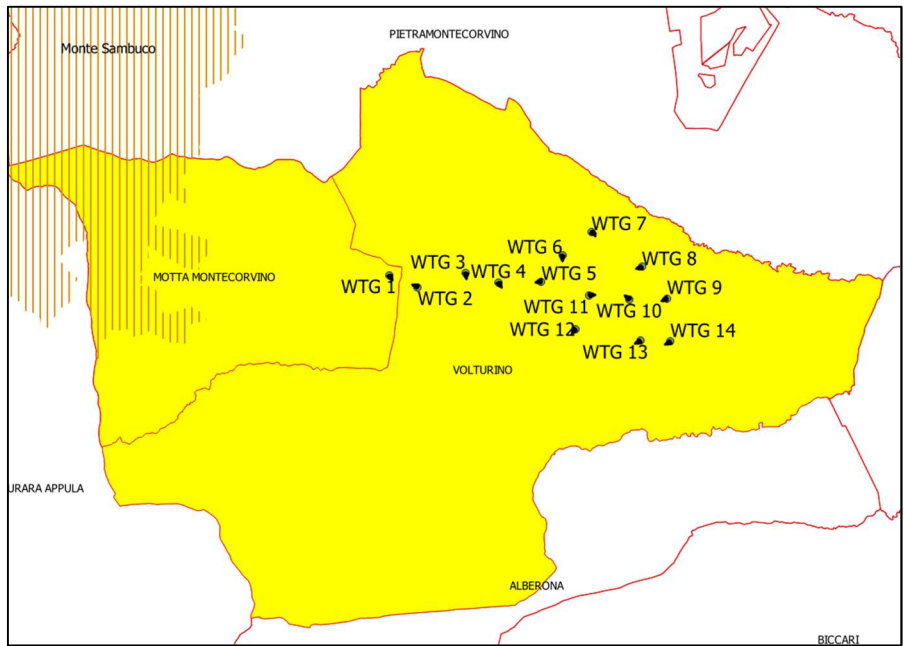 PIETRAMONTECORVINO
Monte Sambuco
WTG 7
WTG 6
WTG 3
WTG 4
WTG 5
WTG 8
MOTTA MONTECORVINO
WTG 1
WTG 2
WTG 11
WTG 10
WTG 9
WTG 12
WTG 13
WTG 14
VOLTURINO
URARA APPULA
ALBERONA
BICCARI